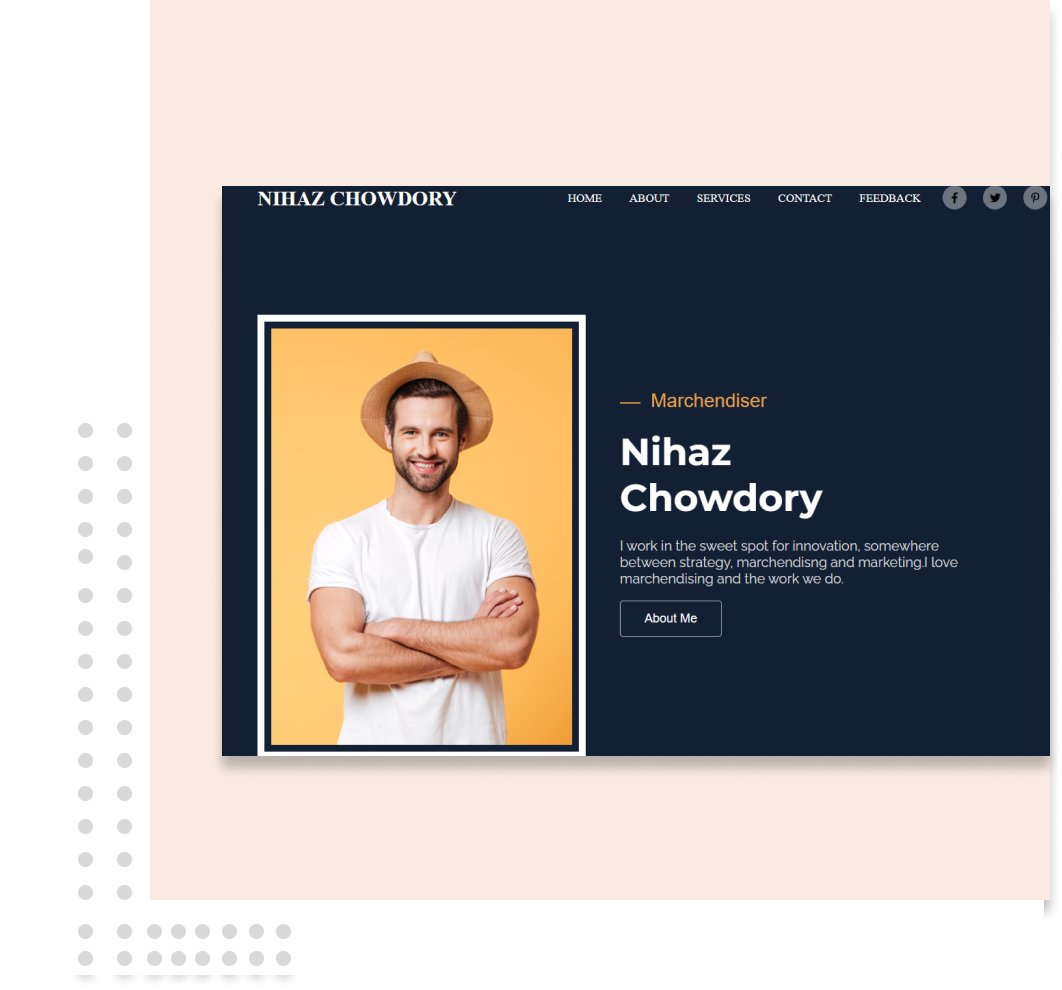 NIHAZ CHOWDORY
HOME ABOUT SERVICES CONTACT FEEDBACK
— Marchendiser
Nihaz
Chowdory
I work in the sweet spot for innovation, somewhere
between strategy, marchendisng and marketing.I love
marchendising and the work we do.
About Me